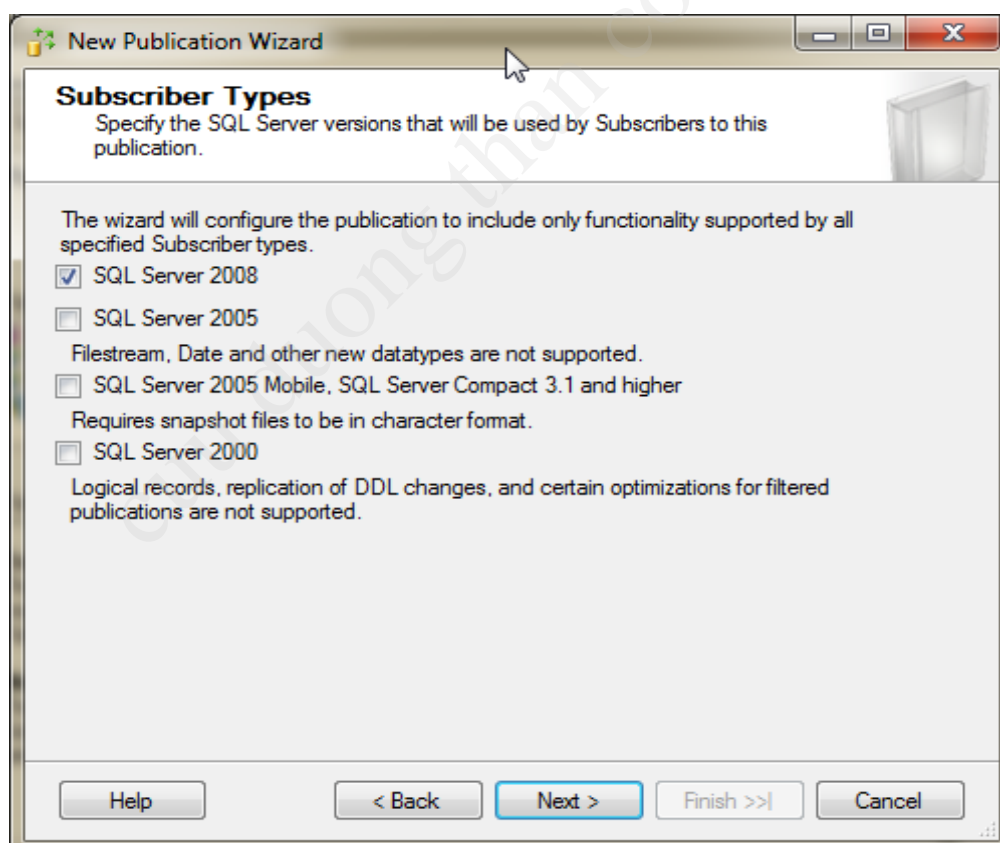 New Publication Wizard
Subscriber Types
Specify the SQL Server versions that will be used by Subscribers to this
publication.
The wizard will configure the publication to include only functionality supported by all
specified Subscriber types.
SQL Server 2008
SQL Server 2005
Filestream, Date and other new datatypes are not supported.
SQL Server 2005 Mobile, SQL Server Compact 3.1 and higher
Requires snapshot files to be in character format.
SQL Server 2000
Logical records, replication of DDL changes, and certain optimizations for filtered
publications are not supported.
Help
< Back
Next >
Finish >>|
Cancel
cuu duong than co